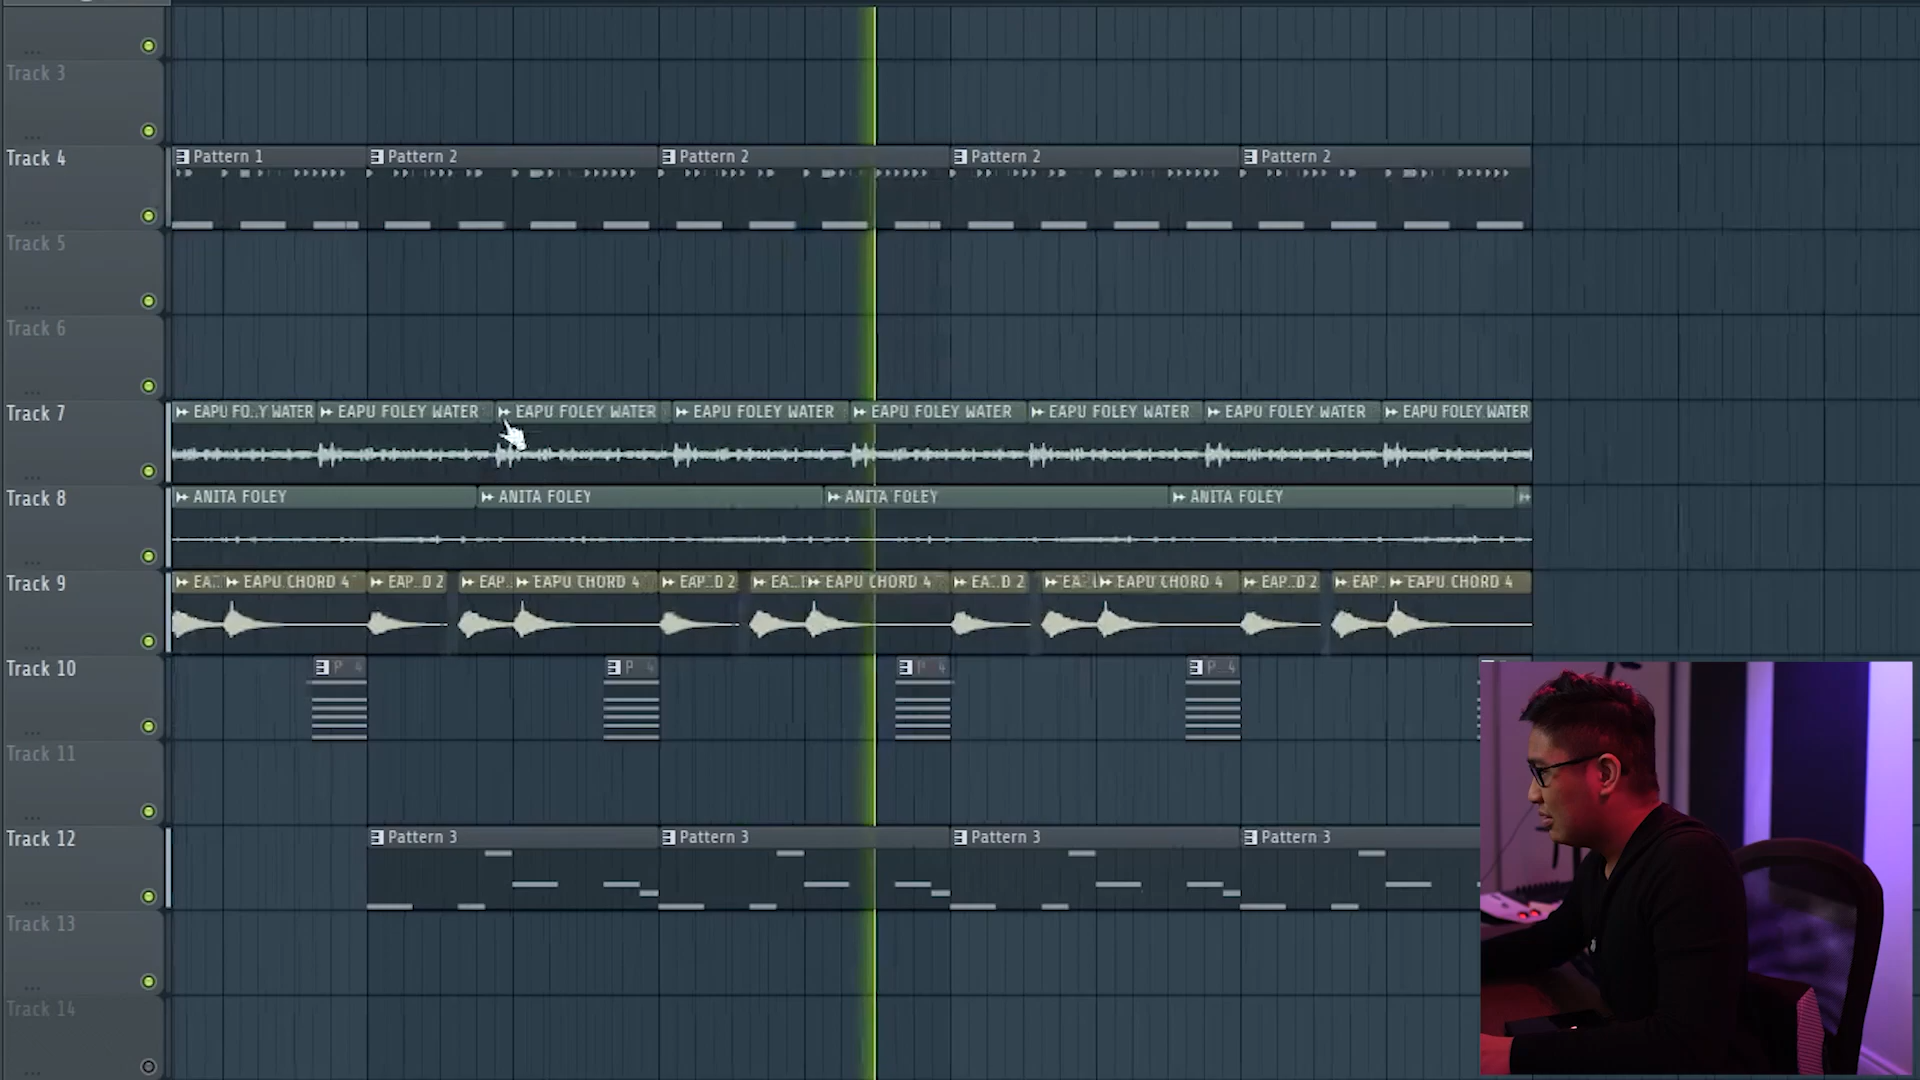 Track 3
Track 4
Pattern 1 Pattern 2 Pattern 2 Pattern 2 Pattern 2
Track 5
Track 6
Track 7
EAPU FO..Y WATER EAPU FOLEY WATER EAPU FOLEY WATER EAPU FOLEY WATER EAPU FOLEY WATER EAPU FOLEY WATER EAPU FOLEY WATER EAPU FOLEY WATER
Track 8
ANITA FOLEY ANITA FOLEY ANITA FOLEY ANITA FOLEY
Track 9
EA.. EAPU CHORD 4 EAP..D 2 EAP.. EAPU CHORD 4 EAP..D 2 EA.. EAPU CHORD 4 EA..D 2 EA.. EAPU CHORD 4 EAP..D 2 EAP.. EAPU CHORD 4
Track 10
P 4 P 4 P 4 P 4
Track 11
Track 12
Pattern 3 Pattern 3 Pattern 3 Pattern 3
Track 13
Track 14